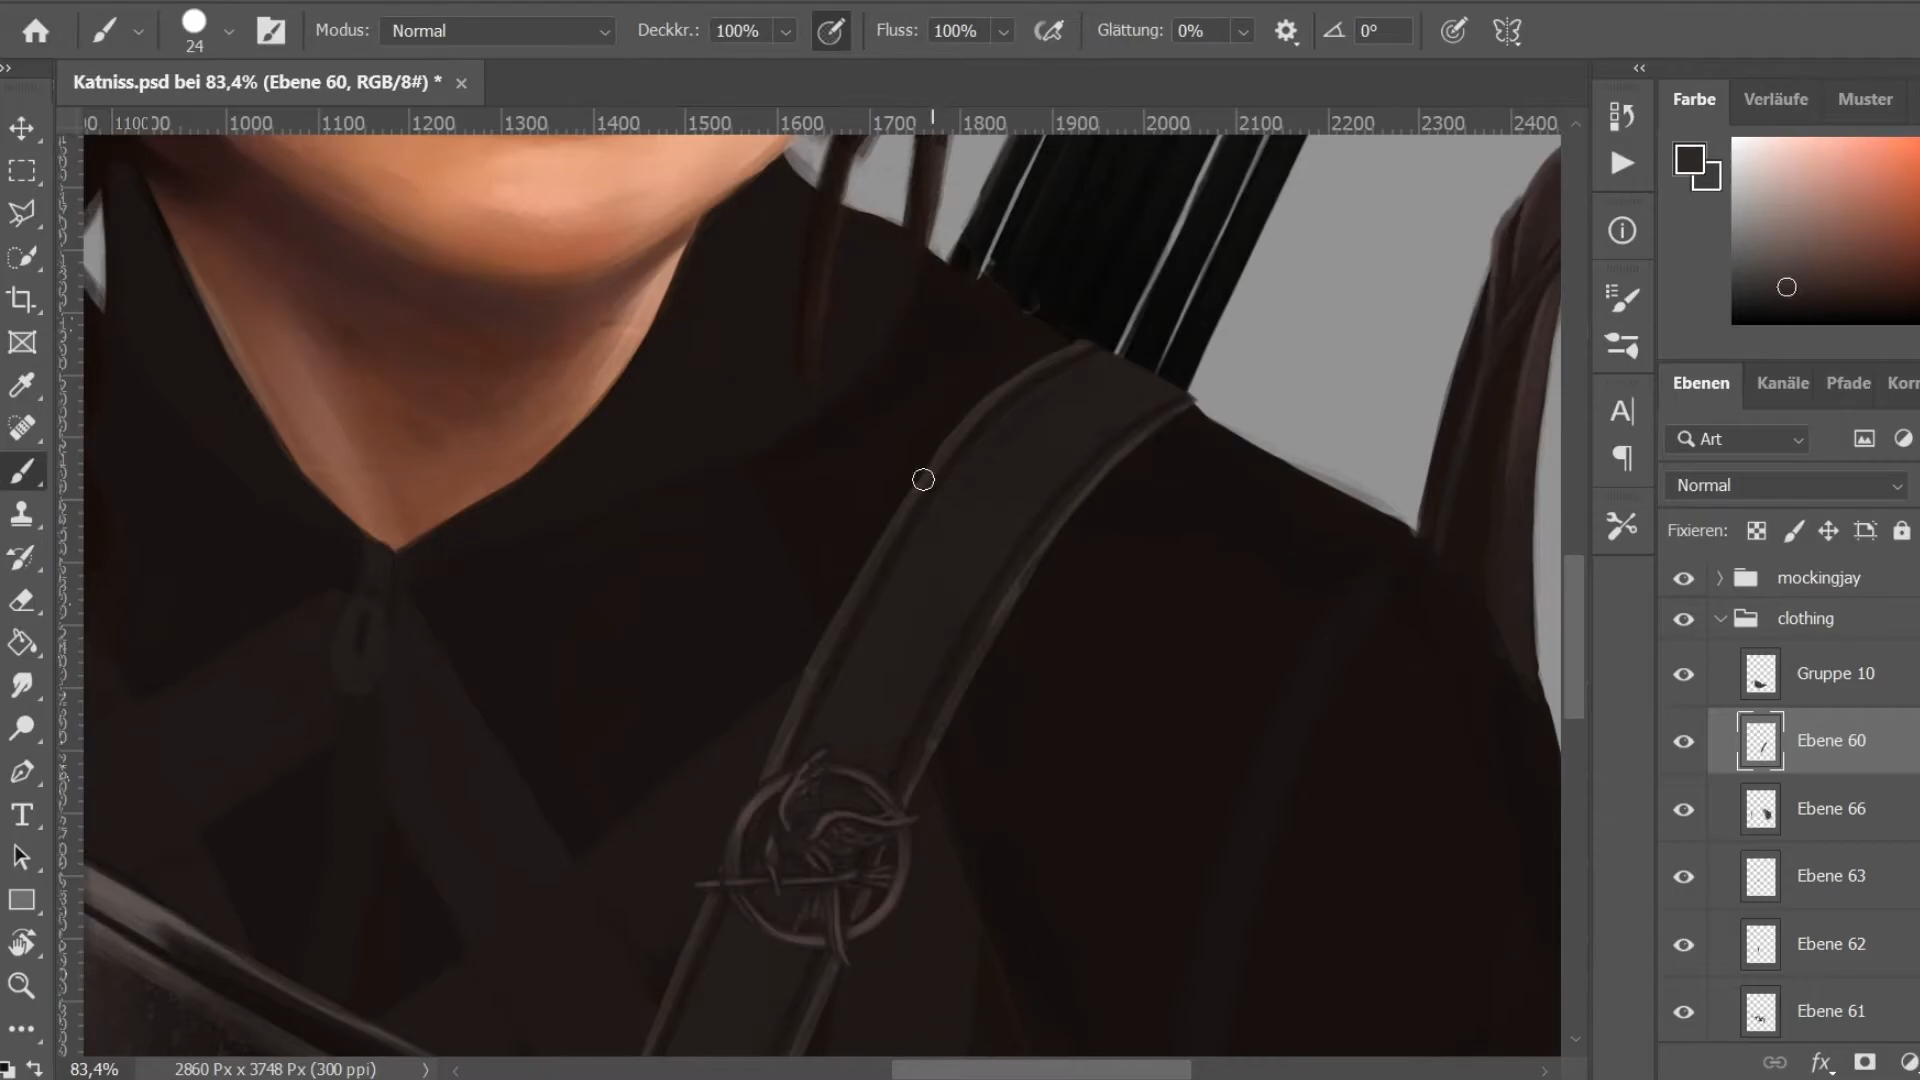 24
Modus: Normal Deckkr.: 100% Fluss: 100% Glättung: 0% 0°
Katniss.psd bei 83,4% (Ebene 60, RGB/8#) *
1000 1100 1200 1300 1400 1500 1600 1700 1800 1900 2000 2100 2200 2300 2400
Farbe Verläufe Muster
Ebenen Kanäle Pfade Korr
Art
Normal
Fixieren:
mockingjay
clothing
Gruppe 10
Ebene 60
Ebene 66
Ebene 63
Ebene 62
Ebene 61
fx
83,4% 2860 Px x 3748 Px (300 ppi)